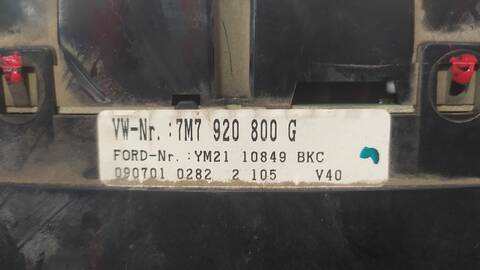 VW-Nr.:7M7 920 800 G
FORD-Nr.:YM21 10849 BKC
090701 0282 2 105 V40